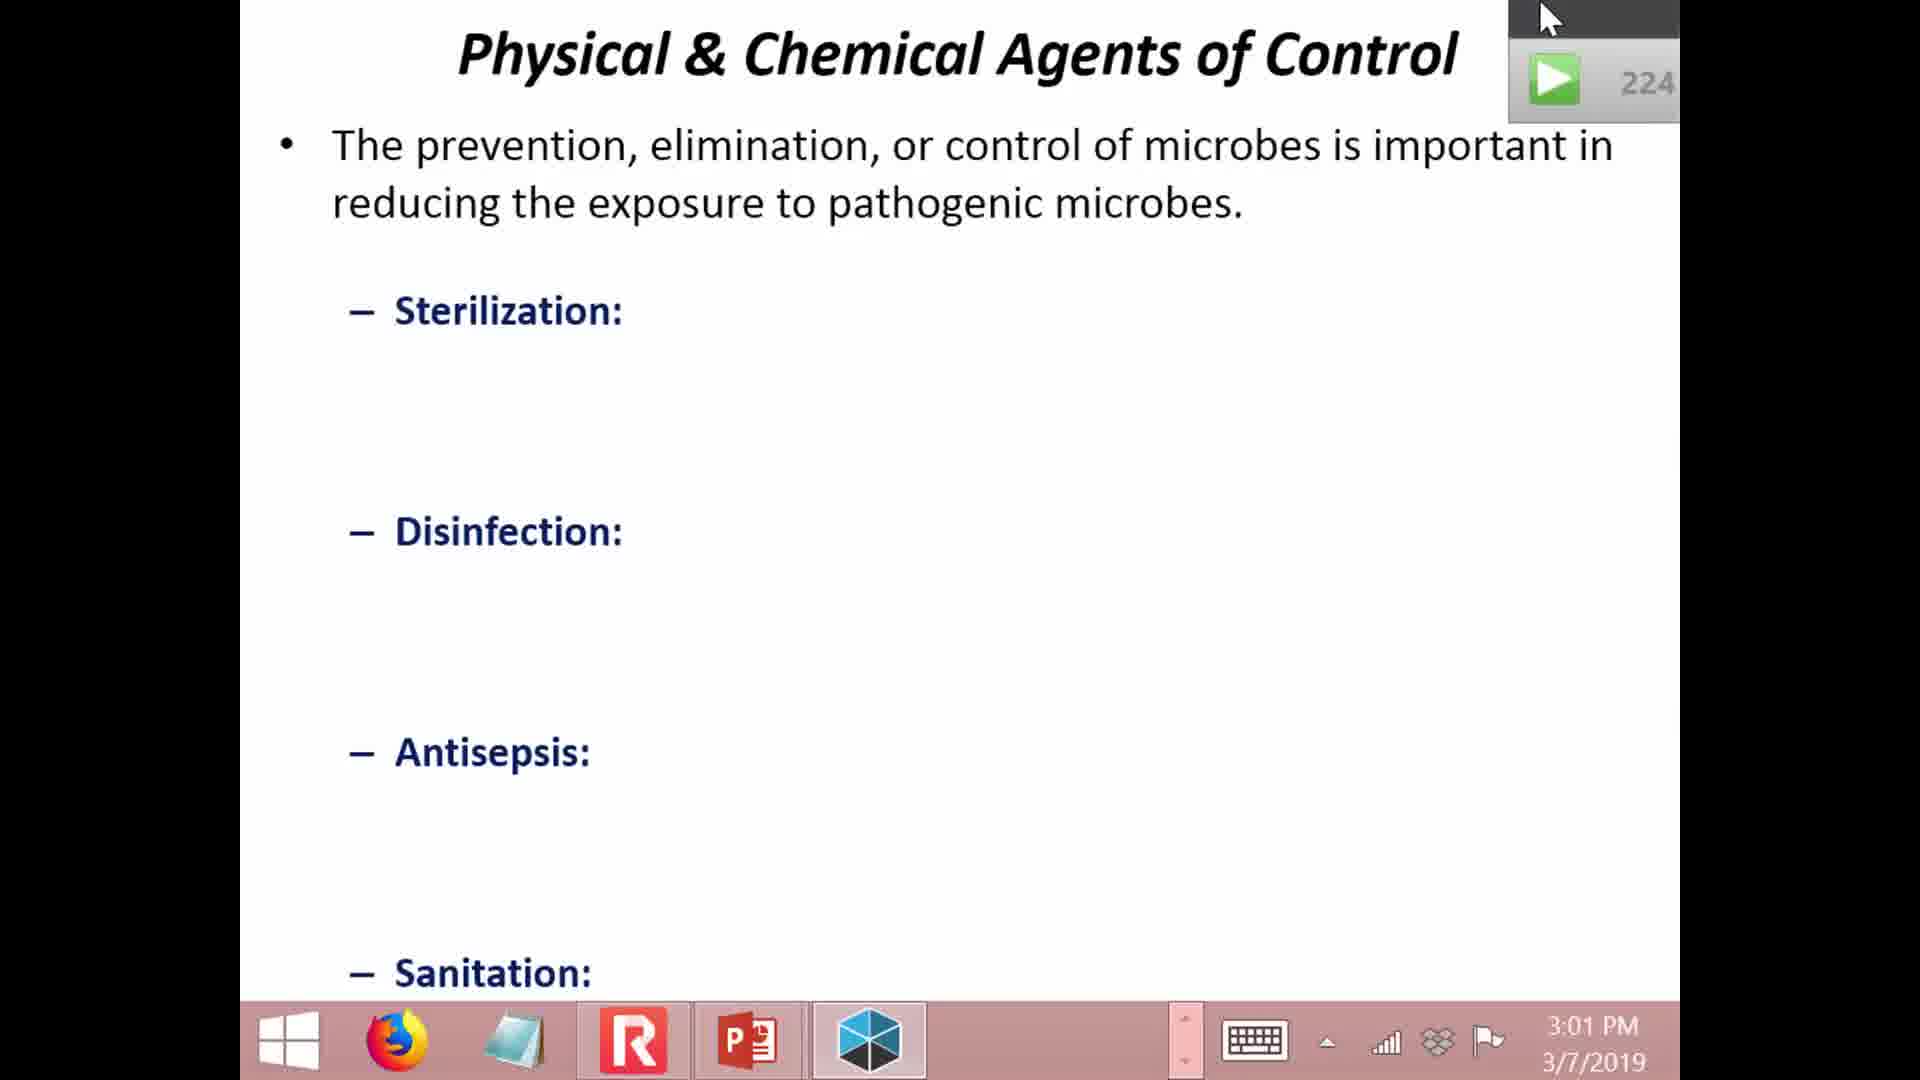 Physical & Chemical Agents of Control
224
• The prevention, elimination, or control of microbes is important in
reducing the exposure to pathogenic microbes.
– Sterilization:
– Disinfection:
– Antisepsis:
– Sanitation:
R
P
3:01 PM
3/7/2019